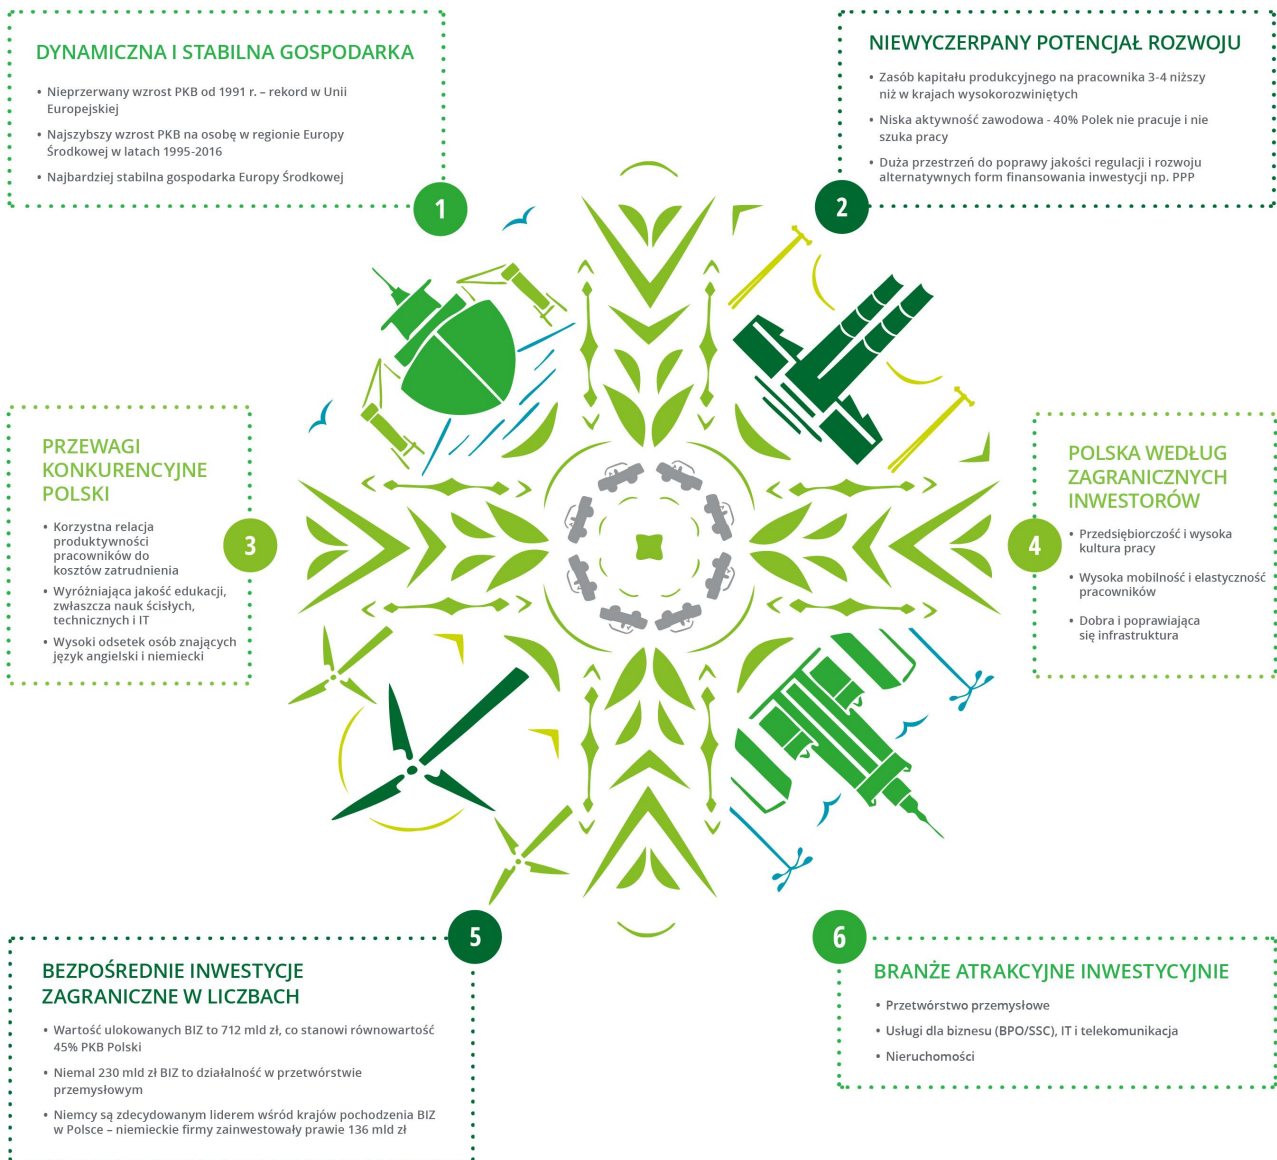 DYNAMICZNA I STABILNA GOSPODARKA
• Nieprzerwany wzrost PKB od 1991 r. – rekord w Unii
Europejskiej
• Najszybszy wzrost PKB na osobę w regionie Europy
Środkowej w latach 1995-2016
• Najbardziej stabilna gospodarka Europy Środkowej
1
NIEWYCZERPANY POTENCJAŁ ROZWOJU
• Zasób kapitału produkcyjnego na pracownika 3-4 niższy
niż w krajach wysokorozwiniętych
• Niska aktywność zawodowa - 40% Polek nie pracuje i nie
szuka pracy
• Duża przestrzeń do poprawy jakości regulacji i rozwoju
alternatywnych form finansowania inwestycji np. PPP
2
PRZEWAGI
KONKURENCYJNE
POLSKI
• Korzystna relacja
produktywności
pracowników do
kosztów zatrudnienia
• Wyróżniająca jakość edukacji,
zwłaszcza nauk ścisłych,
technicznych i IT
• Wysoki odsetek osób znających
język angielski i niemiecki
3
POLSKA WEDŁUG
ZAGRANICZNYCH
INWESTORÓW
• Przedsiębiorczość i wysoka
kultura pracy
• Wysoka mobilność i elastyczność
pracowników
• Dobra i poprawiająca
się infrastruktura
4
5
BEZPOŚREDNIE INWESTYCJE
ZAGRANICZNE W LICZBACH
• Wartość ulokowanych BIZ to 712 mld zł, co stanowi równowartość
45% PKB Polski
• Niemal 230 mld zł BIZ to działalność w przetwórstwie
przemysłowym
• Niemcy są zdecydowanym liderem wśród krajów pochodzenia BIZ
w Polsce – niemieckie firmy zainwestowały prawie 136 mld zł
6
BRANŻE ATRAKCYJNE INWESTYCYJNIE
• Przetwórstwo przemysłowe
• Usługi dla biznesu (BPO/SSC), IT i telekomunikacja
• Nieruchomości